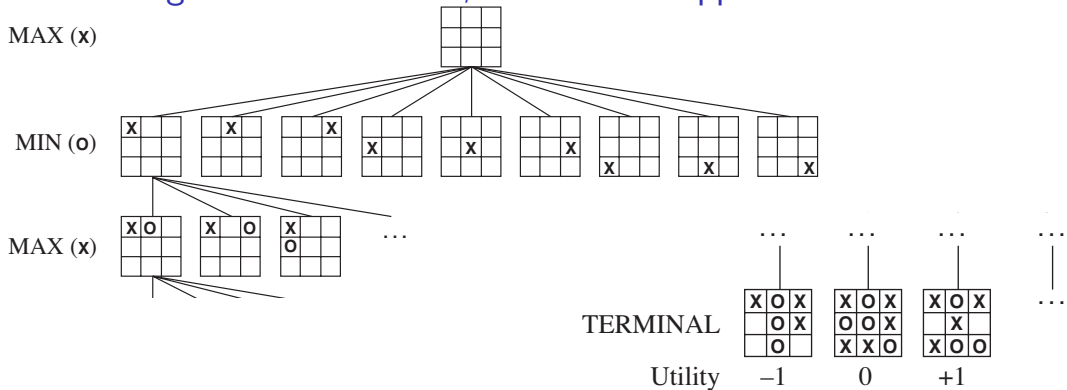 MAX (x)
X X X
MIN (o) X X X
X X X
X O X O X
MAX (x) O ...
... ... ... ...
X O X X O X X O X ...
TERMINAL O X O O X X
O X X O X O O
Utility –1 0 +1